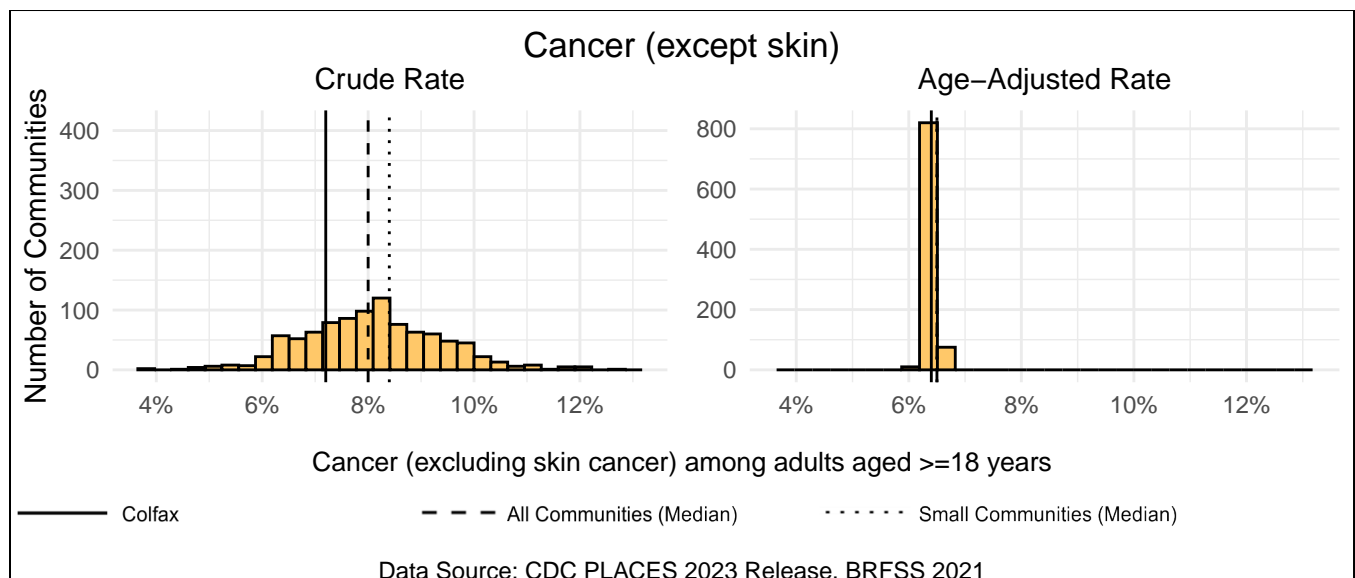 Cancer (except skin)
Crude Rate
Age−Adjusted Rate
Number of Communities
400
300
200
100
0
4%
6%
8%
10%
12%
800
600
400
200
0
4%
6%
8%
10%
12%
Cancer (excluding skin cancer) among adults aged >=18 years
Colfax
All Communities (Median)
Small Communities (Median)
Data Source: CDC PLACES 2023 Release, BRFSS 2021